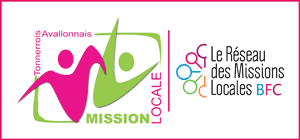 Tonnerrois
Avallonnais
MISSION
LOCALE
Le Réseau
des Missions
Locales BFC